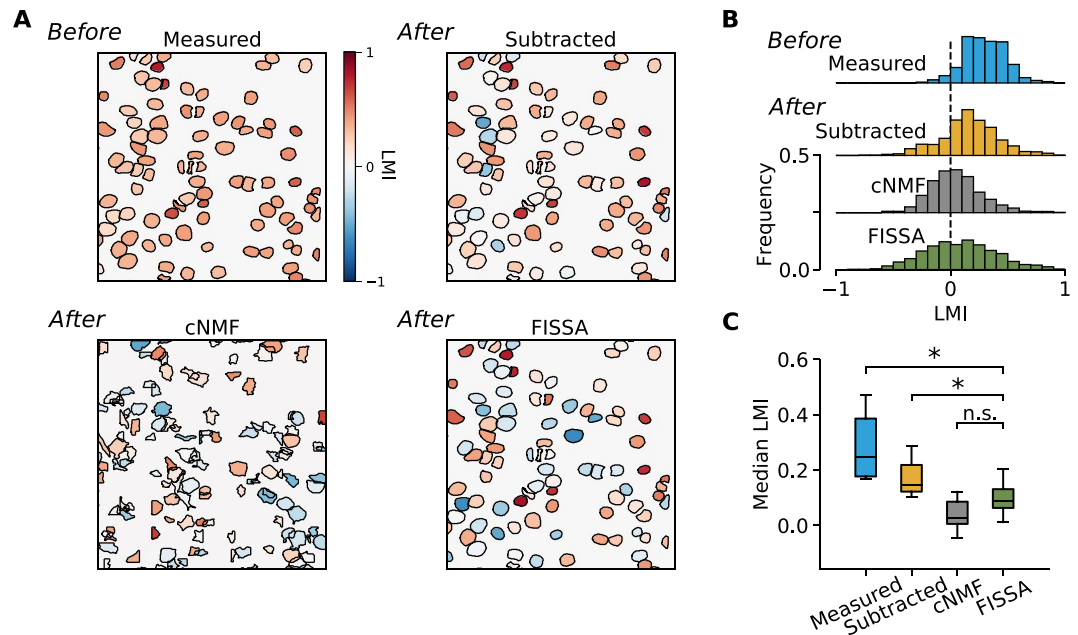 A
Before
Measured
After
Subtracted
1
0
−1
LMI
After
cNMF
After
FISSA
B
Before
Measured
After
Subtracted
cNMF
FISSA
0.5
0.0
Frequency
−1
0
1
LMI
C
0.6
0.4
0.2
0.0
Median LMI
*
*
n.s.
Measured
Subtracted
cNMF
FISSA